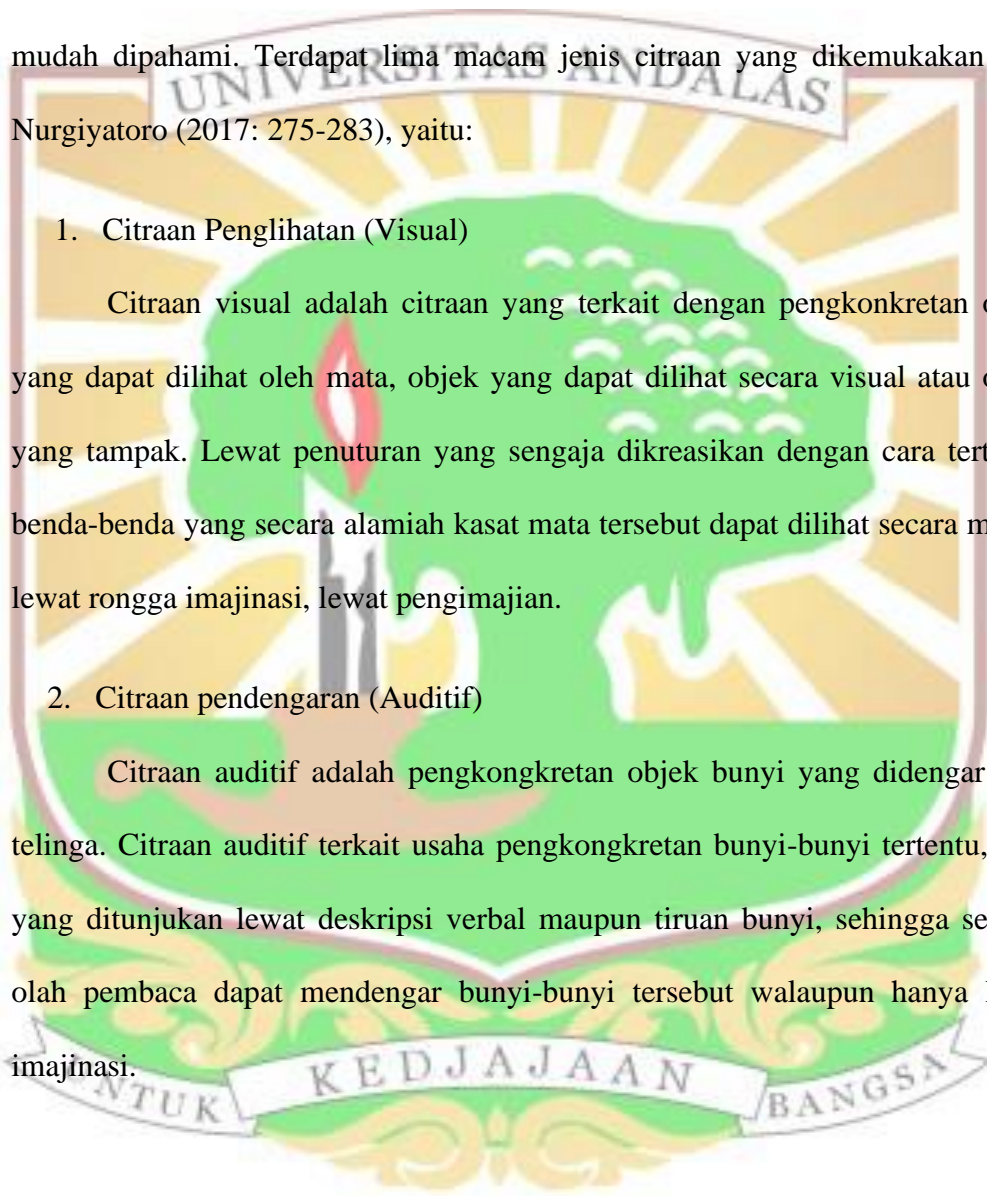 mudah dipahami. Terdapat lima macam jenis citraan yang dikemukakan
UNIVERSITAS ANDALAS
Nurgiyatoro (2017: 275-283), yaitu:
1. Citraan Penglihatan (Visual)
Citraan visual adalah citraan yang terkait dengan pengkonkretan
yang dapat dilihat oleh mata, objek yang dapat dilihat secara visual atau
yang tampak. Lewat penuturan yang sengaja dikreasikan dengan cara
benda-benda yang secara alamiah kasat mata tersebut dapat dilihat secara
lewat rongga imajinasi, lewat pengimajian.
2. Citraan pendengaran (Auditif)
Citraan auditif adalah pengkongkretan objek bunyi yang didengar
telinga. Citraan auditif terkait usaha pengkongkretan bunyi-bunyi tertentu,
yang ditunjukan lewat deskripsi verbal maupun tiruan bunyi, sehingga
olah pembaca dapat mendengar bunyi-bunyi tersebut walaupun hanya
imajinasi.
UNTUK KEDJAJAAN BANGSA